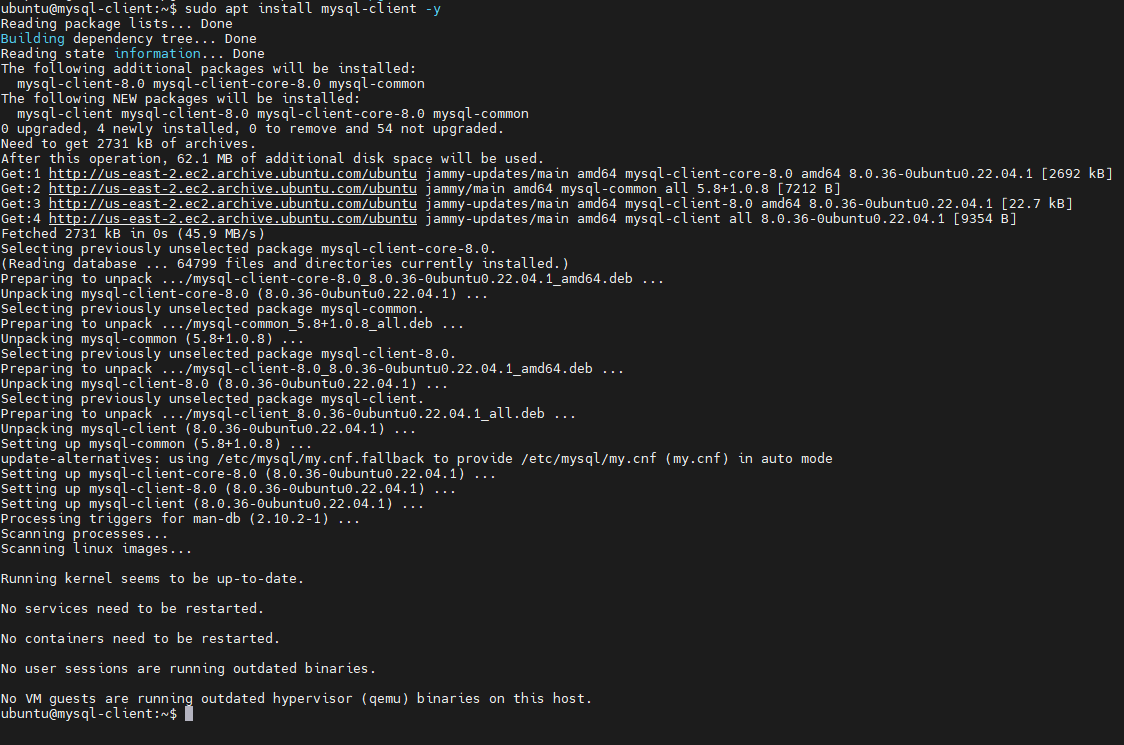 ubuntu@mysql-client:~$ sudo apt install mysql-client -y
Reading package lists... Done
Building dependency tree... Done
Reading state information... Done
The following additional packages will be installed:
  mysql-client-8.0 mysql-client-core-8.0 mysql-common
The following NEW packages will be installed:
  mysql-client mysql-client-8.0 mysql-client-core-8.0 mysql-common
0 upgraded, 4 newly installed, 0 to remove and 54 not upgraded.
Need to get 2731 kB of archives.
After this operation, 62.1 MB of additional disk space will be used.
Get:1 http://us-east-2.ec2.archive.ubuntu.com/ubuntu jammy-updates/main amd64 mysql-client-core-8.0 amd64 8.0.36-0ubuntu0.22.04.1 [2692 kB]
Get:2 http://us-east-2.ec2.archive.ubuntu.com/ubuntu jammy/main amd64 mysql-common all 5.8+1.0.8 [7212 B]
Get:3 http://us-east-2.ec2.archive.ubuntu.com/ubuntu jammy-updates/main amd64 mysql-client-8.0 amd64 8.0.36-0ubuntu0.22.04.1 [22.7 kB]
Get:4 http://us-east-2.ec2.archive.ubuntu.com/ubuntu jammy-updates/main amd64 mysql-client all 8.0.36-0ubuntu0.22.04.1 [9354 B]
Fetched 2731 kB in 0s (45.9 MB/s)
Selecting previously unselected package mysql-client-core-8.0.
(Reading database ... 64799 files and directories currently installed.)
Preparing to unpack .../mysql-client-core-8.0_8.0.36-0ubuntu0.22.04.1_amd64.deb ...
Unpacking mysql-client-core-8.0 (8.0.36-0ubuntu0.22.04.1) ...
Selecting previously unselected package mysql-common.
Preparing to unpack .../mysql-common_5.8+1.0.8_all.deb ...
Unpacking mysql-common (5.8+1.0.8) ...
Selecting previously unselected package mysql-client-8.0.
Preparing to unpack .../mysql-client-8.0_8.0.36-0ubuntu0.22.04.1_amd64.deb ...
Unpacking mysql-client-8.0 (8.0.36-0ubuntu0.22.04.1) ...
Selecting previously unselected package mysql-client.
Preparing to unpack .../mysql-client_8.0.36-0ubuntu0.22.04.1_all.deb ...
Unpacking mysql-client (8.0.36-0ubuntu0.22.04.1) ...
Setting up mysql-common (5.8+1.0.8) ...
update-alternatives: using /etc/mysql/my.cnf.fallback to provide /etc/mysql/my.cnf (my.cnf) in auto mode
Setting up mysql-client-core-8.0 (8.0.36-0ubuntu0.22.04.1) ...
Setting up mysql-client-8.0 (8.0.36-0ubuntu0.22.04.1) ...
Setting up mysql-client (8.0.36-0ubuntu0.22.04.1) ...
Processing triggers for man-db (2.10.2-1) ...
Scanning processes...
Scanning linux images...

Running kernel seems to be up-to-date.

No services need to be restarted.

No containers need to be restarted.

No user sessions are running outdated binaries.

No VM guests are running outdated hypervisor (qemu) binaries on this host.
ubuntu@mysql-client:~$